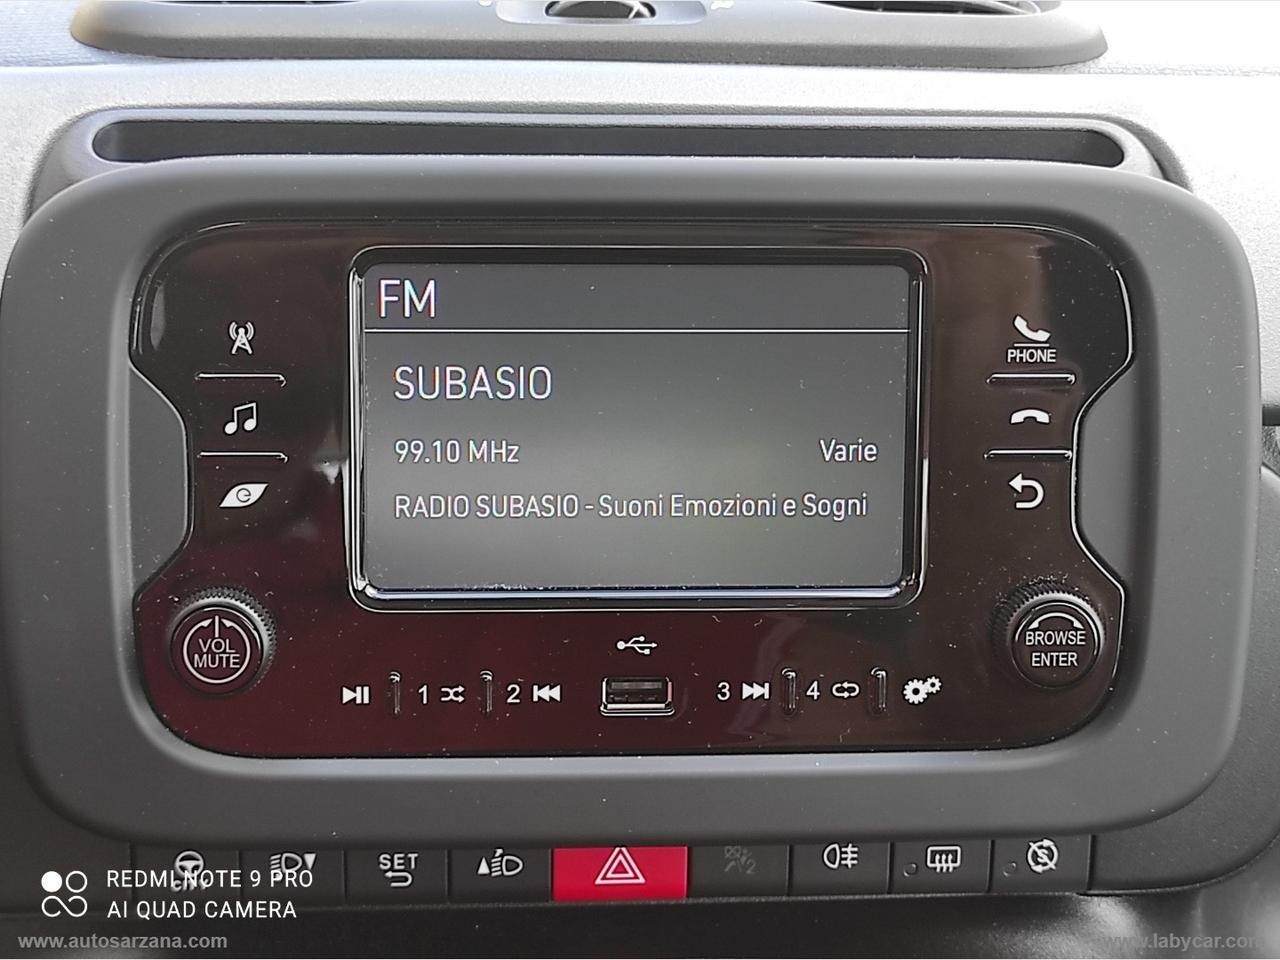 FM
SUBASIO
99.10 MHz Varie
RADIO SUBASIO - Suoni Emozioni e Sogni
PHONE
e
VOL
MUTE
BROWSE
ENTER
1 2 3 4
SET
CITY
REDMI NOTE 9 PRO
AI QUAD CAMERA
www.autosarzana.com
www.labycar.com